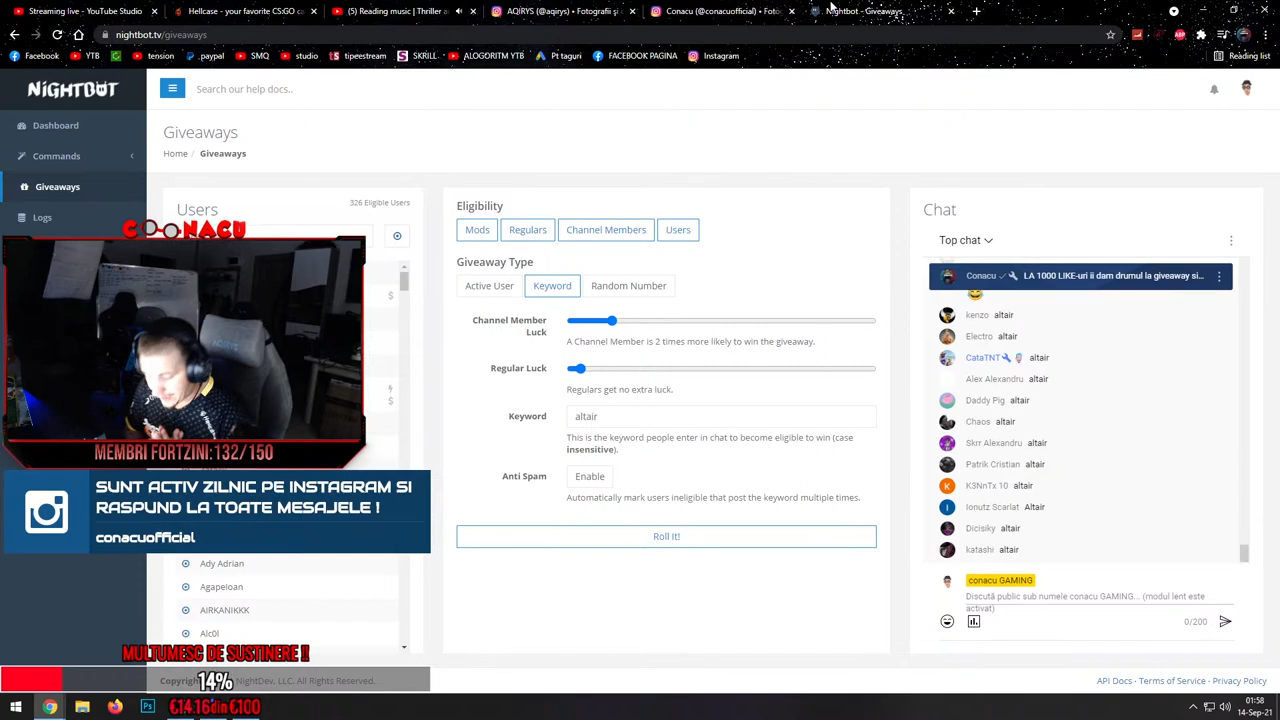 Streaming live - YouTub
Helpcase - Your CSGO ca
(5) Reading music | Thriller an
AQIRYS (@aqirys) • Fotografii și
Conacu (@conacuofficial) • Foto
Nightbot - Giveaways
nightbot.tv/giveaways
Facebook
YTB
tension
.paypal
SMQ
studio
tipeestream
SKRILL
ALOGORITM YTB
Pt taguri
FACEBOOK PAGINA
Instagram
Reading list
NiGHTBOT
Search our help docs..
Dashboard
Commands
Giveaways
Logs
Giveaways
Home / Giveaways
Users
326 Eligible Users
CONACU
MEMBRI FORTZINI:132/150
SUNT ACTIV ZILNIC PE INSTAGRAM SI
RASPUND LA TOATE MESAJELE !
conacuofficial
Ady Adrian
AgapeIoan
AIRKANIKKK
Alc0l
MULTUMESC DE SUSTINERE !!
14%
€14.16 din €100
NightDev, LLC. All Rights Reserved.
Eligibility
Mods
Regulars
Channel Members
Users
Giveaway Type
Active User
Keyword
Random Number
Channel Member
Luck
A Channel Member is 2 times more likely to win the giveaway.
Regular Luck
Regulars get no extra luck.
Keyword
altair
This is the keyword people enter in chat to become eligible to win (case
insensitive).
Anti Spam
Enable
Automatically mark users ineligible that post the keyword multiple times.
Roll It!
Chat
Top chat
Conacu LA 1000 LIKE-uri ii dam drumul la giveaway si...
kenzo altair
Electro altair
CataTNT altair
Alex Alexandru altair
Daddy Pig altair
Chaos altair
Skrr Alexandru altair
Patrik Cristian altair
K K3NnTx 10 altair
I Ionutz Scarlat Altair
Dicisiky altair
katashi altair
conacu GAMING
Discută public sub numele conacu GAMING... (modul lent este
activat)
0/200
API Docs - Terms of Service - Privacy Policy
01:58
14-Sep-21